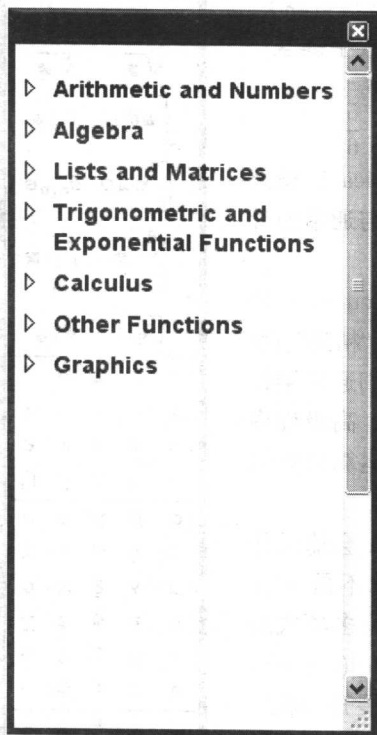 Arithmetic and Numbers
Algebra
Lists and Matrices
Trigonometric and
Exponential Functions
Calculus
Other Functions
Graphics